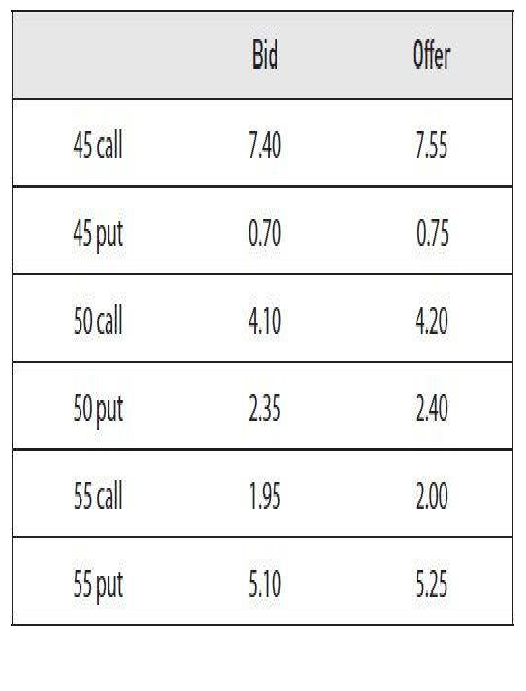 Bid Offer
45 call 7.40 7.55
45 put 0.70 0.75
50 call 4.10 4.20
50 put 2.35 2.40
55 call 1.95 2.00
55 put 5.10 5.25